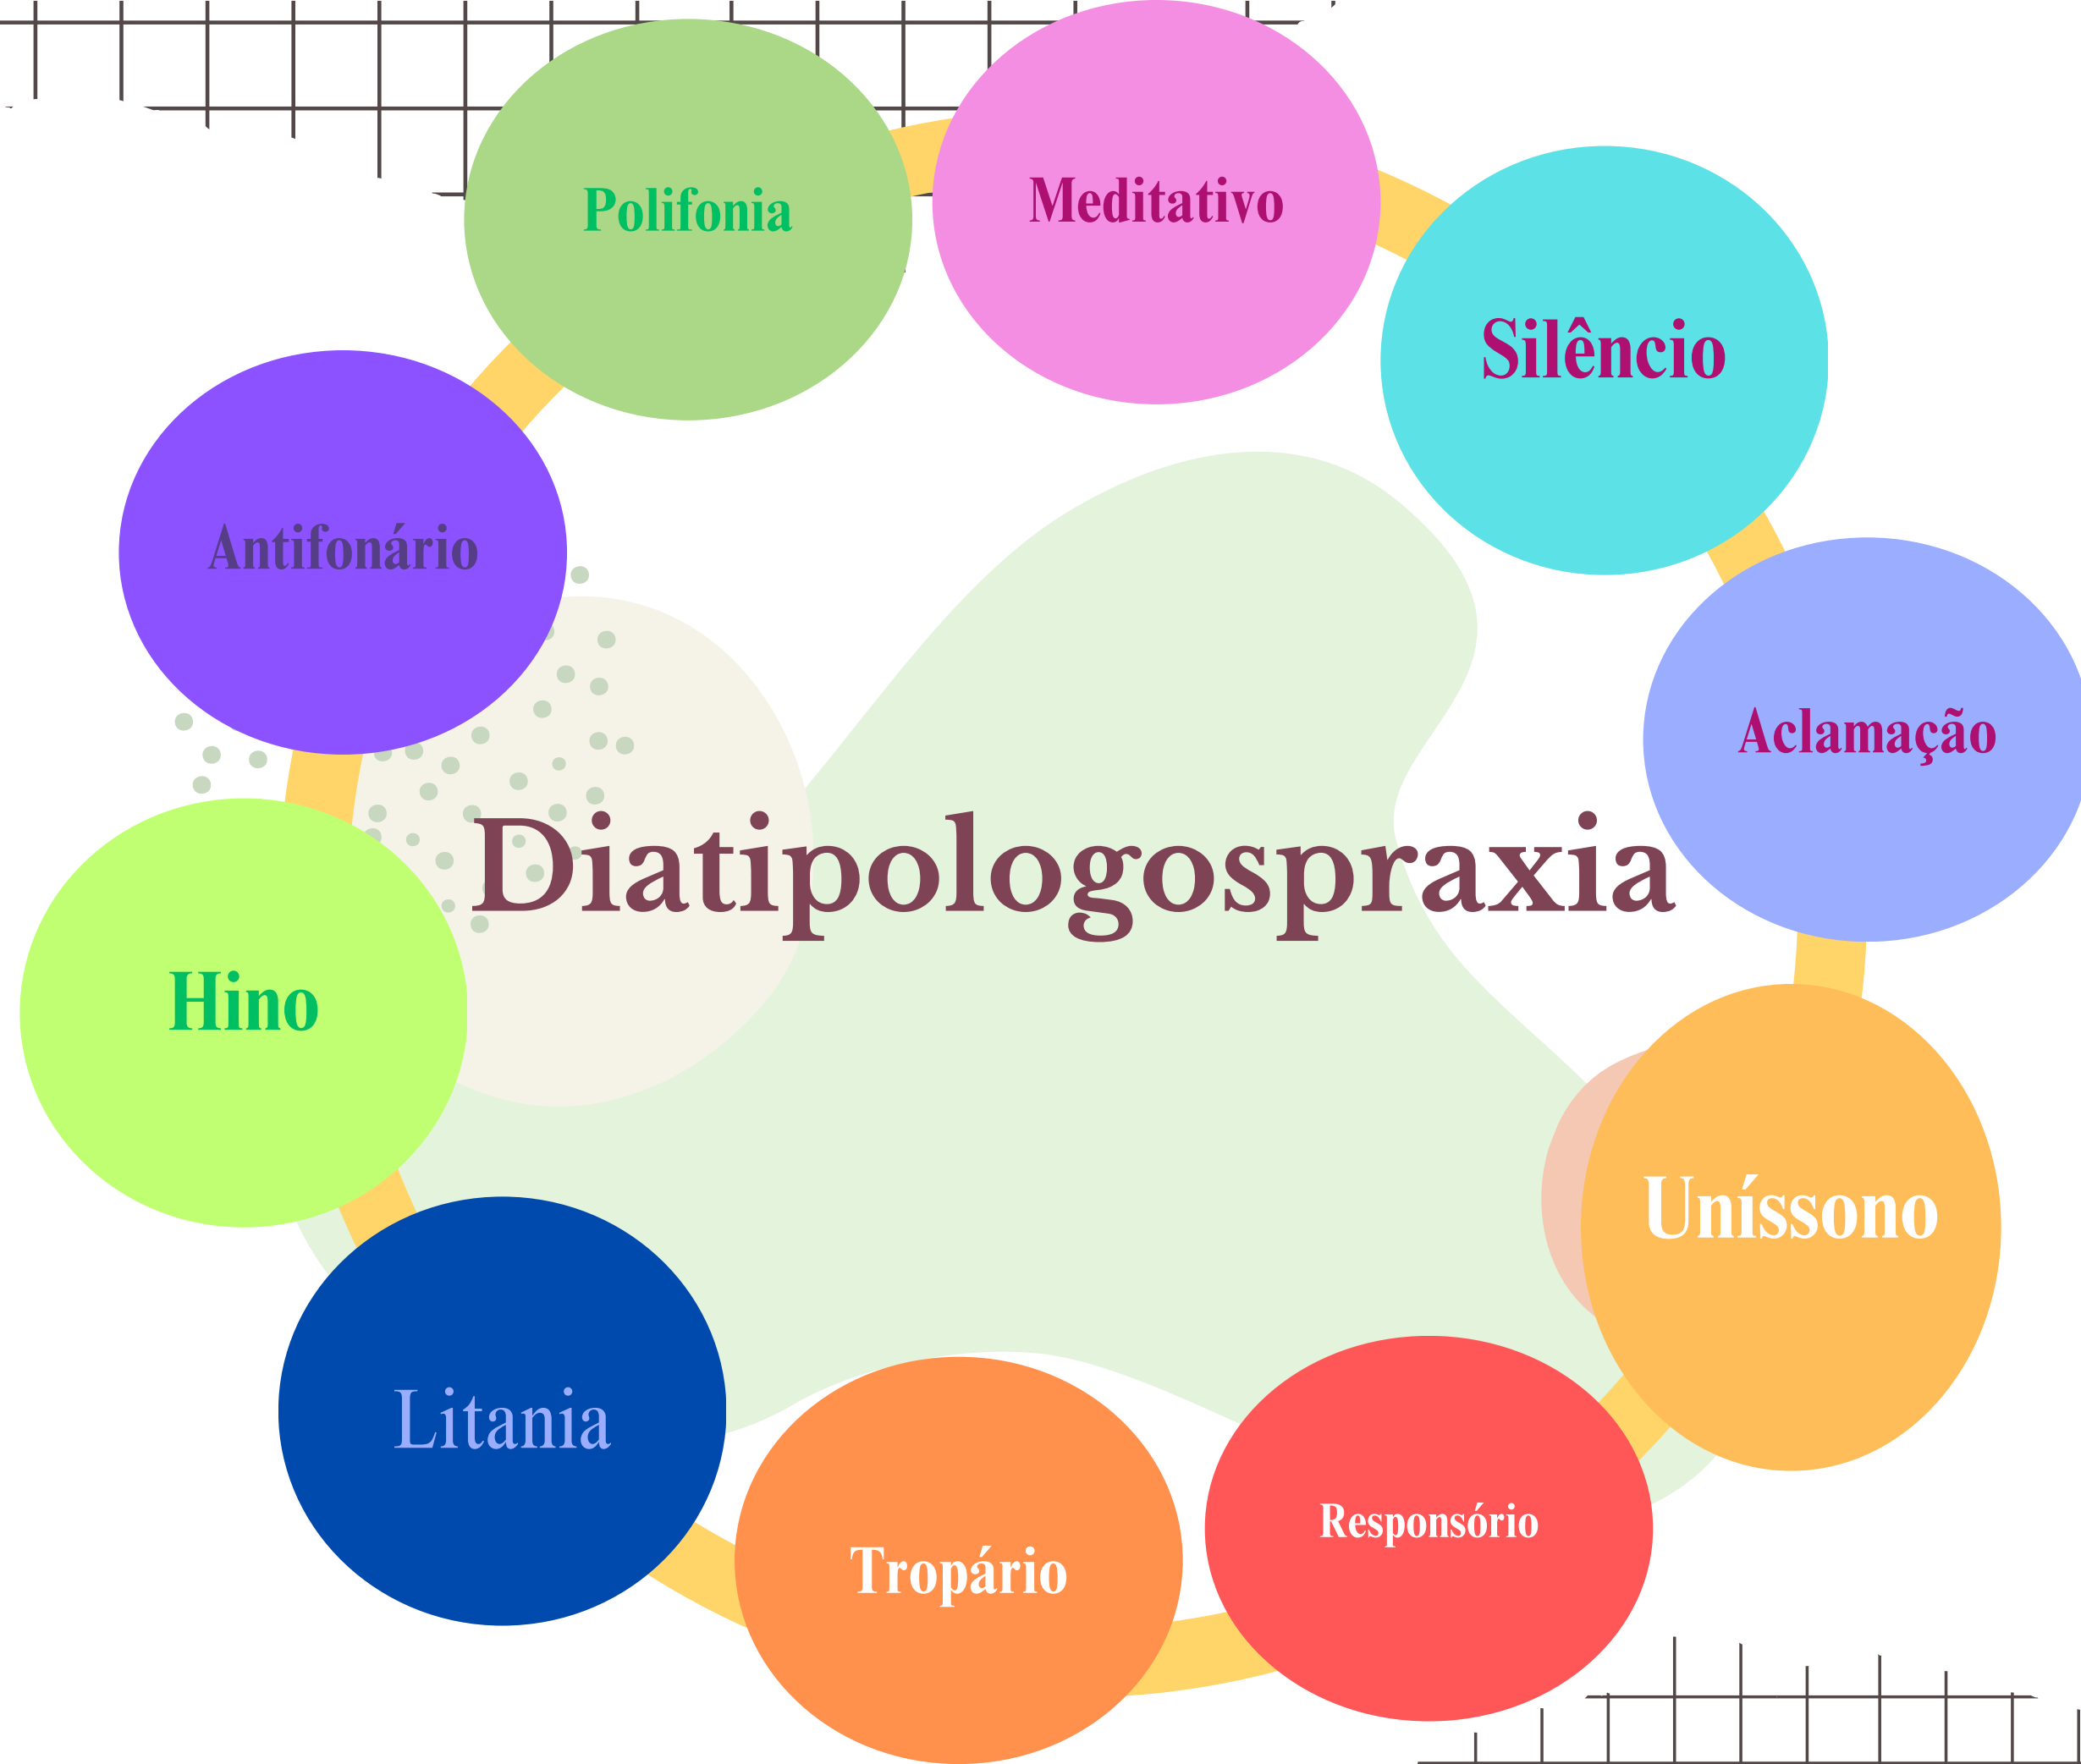 Polifonia
Meditativo
Silêncio
Antifonário
Aclamação
Diatipologospraxia
Hino
Uníssono
Litania
Responsório
Tropário